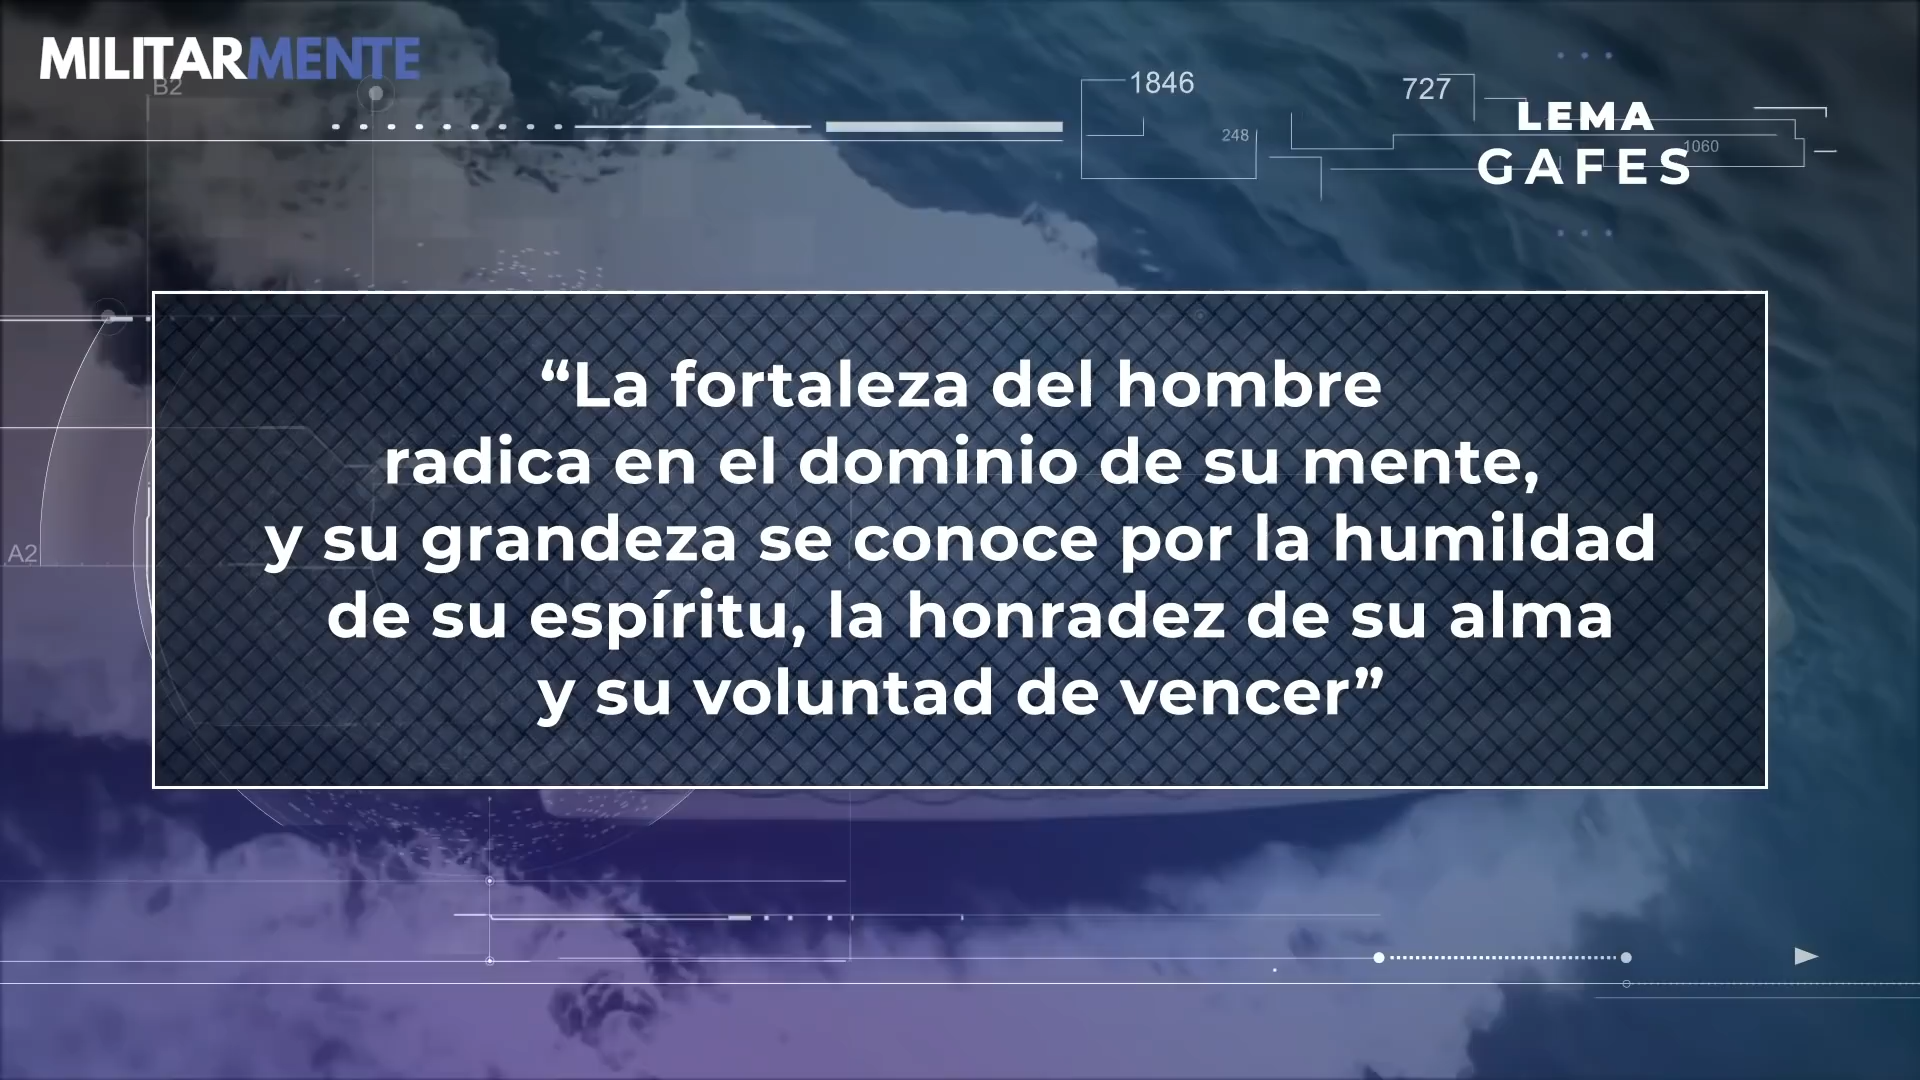 MILITARMENTE
B2
1846
727
248
LEMA
1060
GAFES
“La fortaleza del hombre
radica en el dominio de su mente,
y su grandeza se conoce por la humildad
de su espíritu, la honradez de su alma
y su voluntad de vencer”
A2